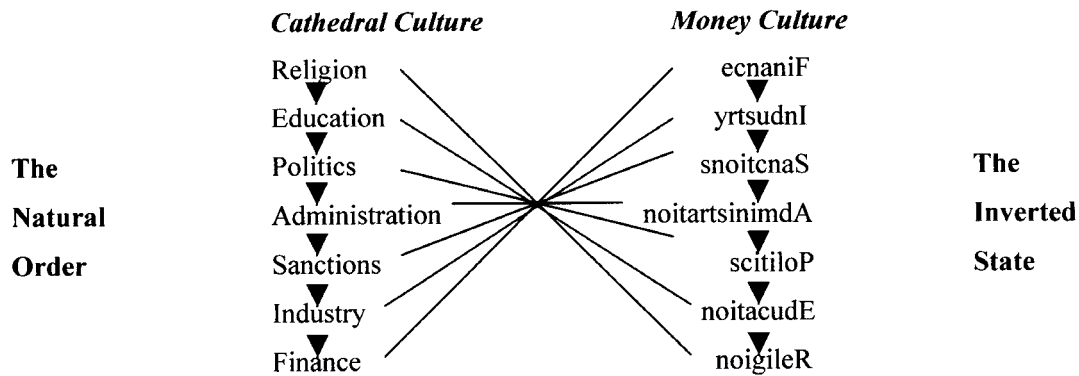 Cathedral Culture Money Culture
Religion ecnaniF
Education yrtsudnI
The Politics snoitcnaS The
Natural Administration noitartsinimdA Inverted
Order Sanctions scitiloP State
Industry noitacudE
Finance noigileR